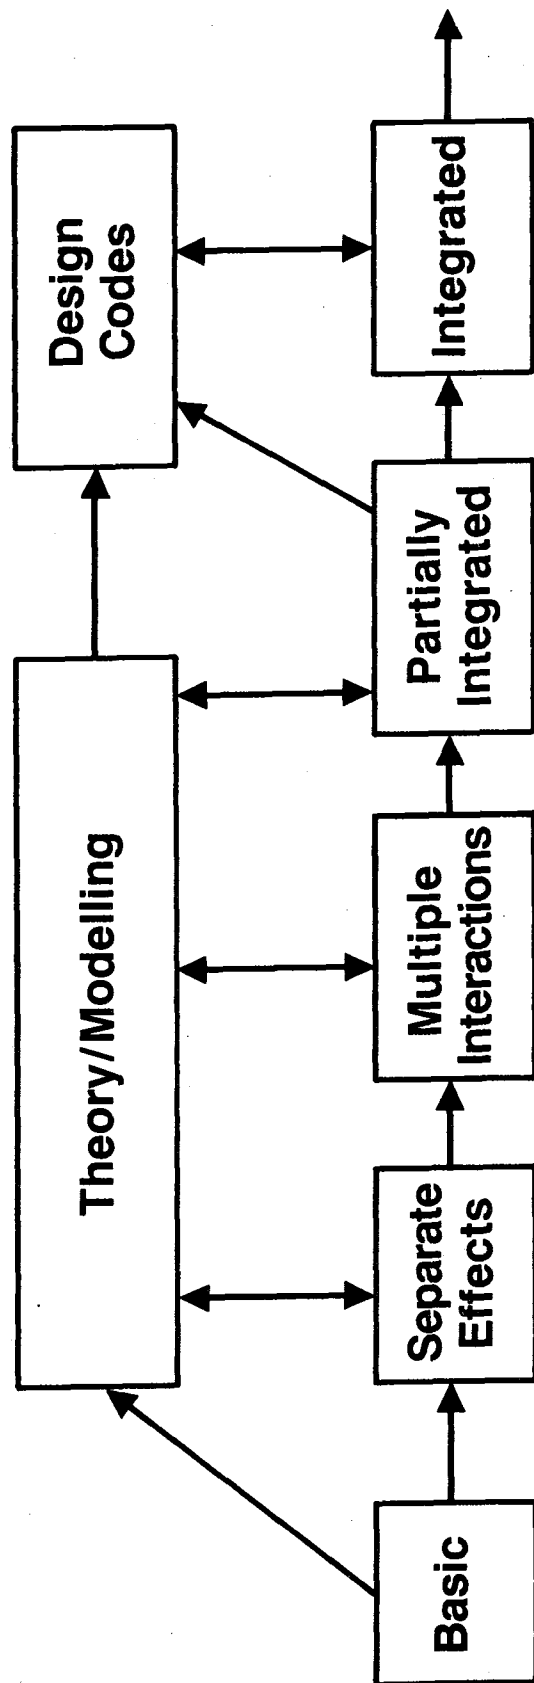 Theory/Modelling
Design
Codes
Basic
Separate
Effects
Multiple
Interactions
Partially
Integrated
Integrated